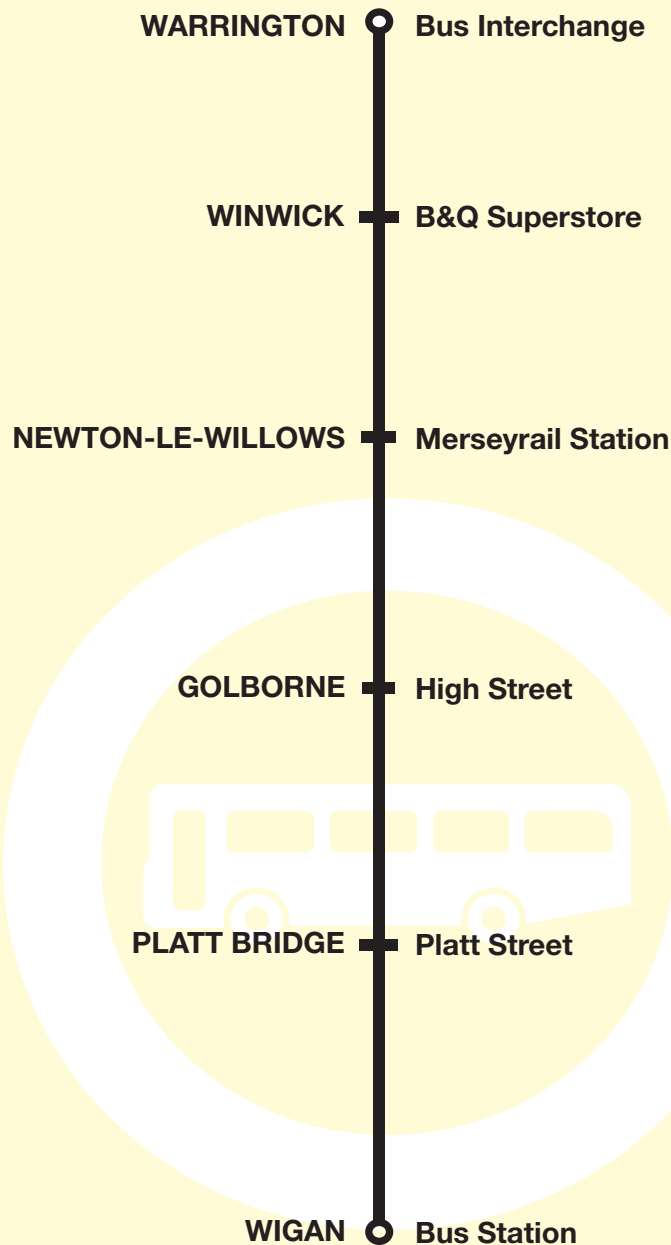 WARRINGTON Bus Interchange
WINWICK B&Q Superstore
NEWTON-LE-WILLOWS Merseyrail Station
GOLBORNE High Street
PLATT BRIDGE Platt Street
WIGAN Bus Station